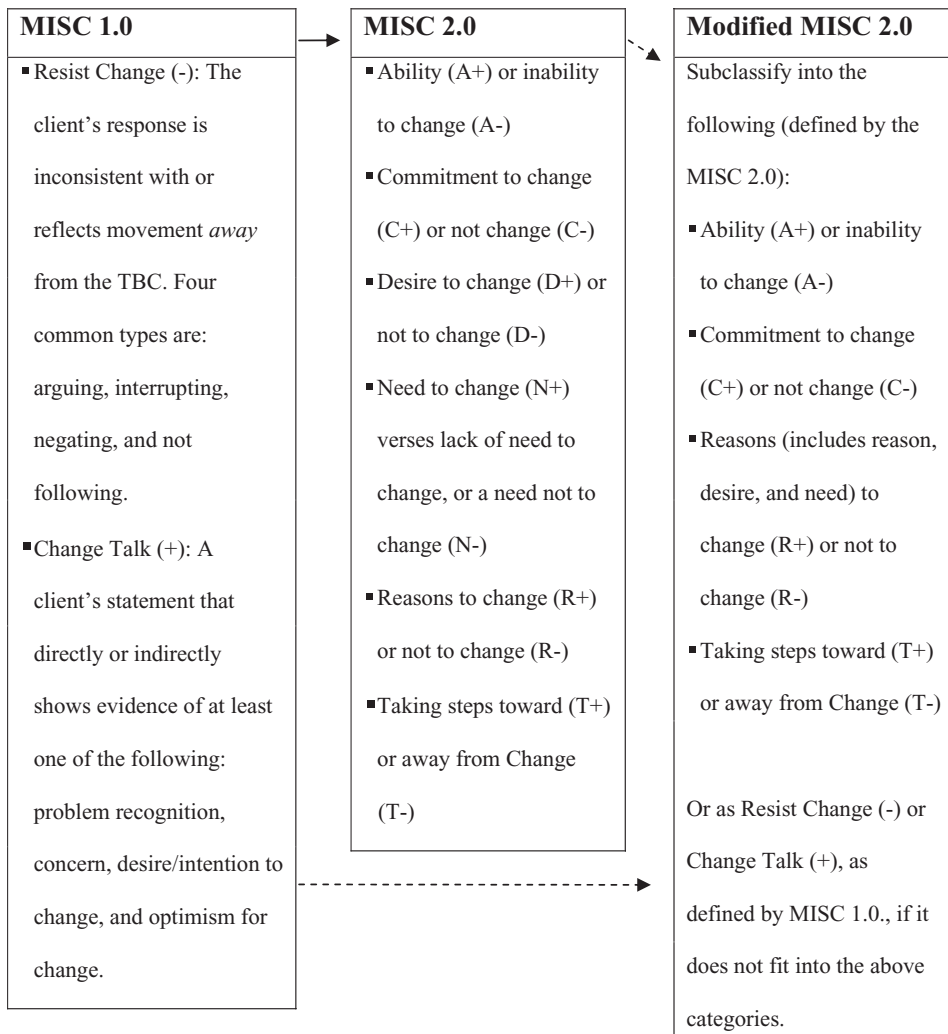 MISC 1.0
▪ Resist Change (-): The
client’s response is
inconsistent with or
reflects movement away
from the TBC. Four
common types are:
arguing, interrupting,
negating, and not
following.
▪ Change Talk (+): A
client’s statement that
directly or indirectly
shows evidence of at least
one of the following:
problem recognition,
concern, desire/intention to
change, and optimism for
change.
MISC 2.0
▪ Ability (A+) or inability
to change (A-)
▪ Commitment to change
(C+) or not change (C-)
▪ Desire to change (D+) or
not to change (D-)
▪ Need to change (N+)
verses lack of need to
change, or a need not to
change (N-)
▪ Reasons to change (R+)
or not to change (R-)
▪ Taking steps toward (T+)
or away from Change
(T-)
Modified MISC 2.0
Subclassify into the
following (defined by the
MISC 2.0):
▪ Ability (A+) or inability
to change (A-)
▪ Commitment to change
(C+) or not change (C-)
▪ Reasons (includes reason,
desire, and need) to
change (R+) or not to
change (R-)
▪ Taking steps toward (T+)
or away from Change (T-)
Or as Resist Change (-) or
Change Talk (+), as
defined by MISC 1.0., if it
does not fit into the above
categories.